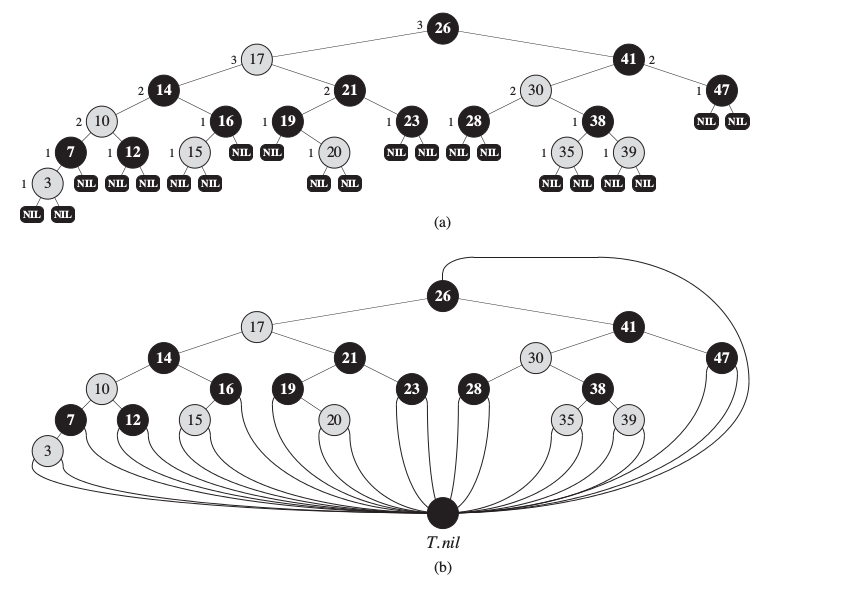 3 26
3 17 41 2
2 14 2 21 2 30 1 47
2 10 1 16 1 19 1 23 1 28 1 38 NIL NIL
1 7 1 12 1 15 NIL NIL 1 20 NIL NIL NIL NIL 1 35 1 39
1 3 NIL NIL NIL NIL NIL NIL NIL NIL NIL NIL NIL
NIL NIL
(a)
26
17 41
14 21 30 47
10 16 19 23 28 38
7 12 15 20 35 39
3
T.nil
(b)